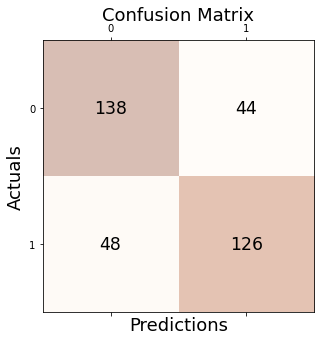 Confusion Matrix
0 1
0 138 44
Actuals
1 48 126
Predictions